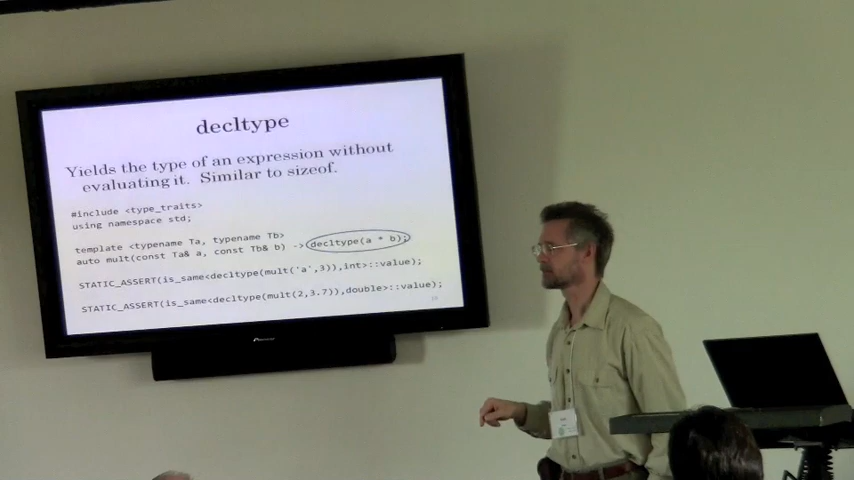 decltype
Yields the type of an expression without
evaluating it. Similar to sizeof.
#include <type_traits>
using namespace std;
template <typename Ta, typename Tb>
auto mult(const Ta& a, const Tb& b) -> decltype(a * b);
STATIC_ASSERT(is_same<decltype(mult('a',3)),int>::value);
STATIC_ASSERT(is_same<decltype(mult(2,3.7)),double>::value);